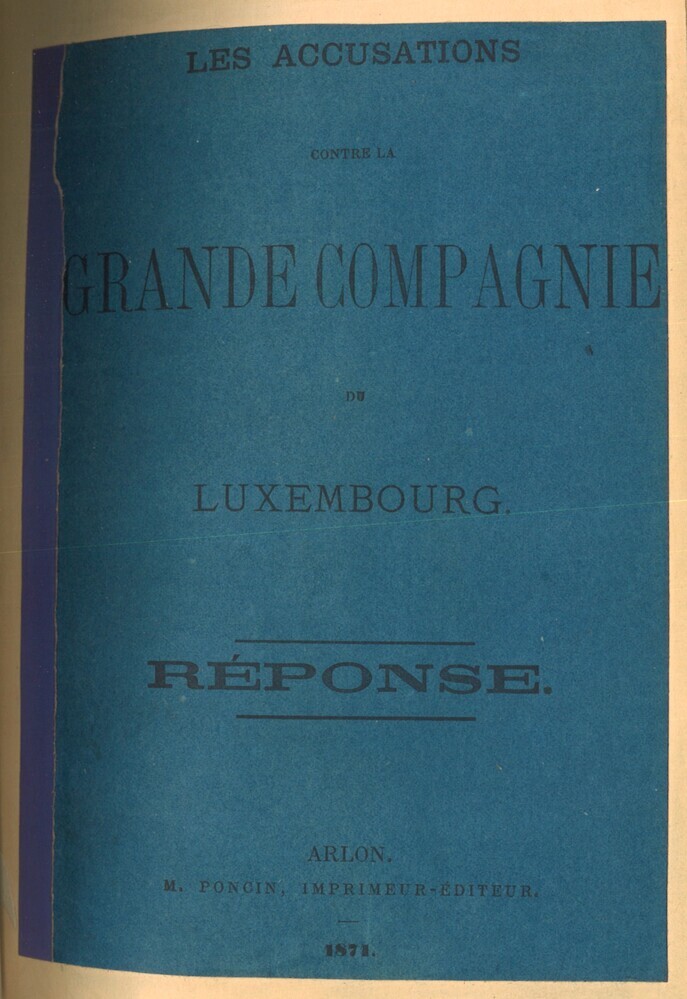 LES ACCUSATIONS
CONTRE LA
GRANDE COMPAGNIE
DU
LUXEMBOURG.
RÉPONSE.
ARLON.
M. PONCIN, IMPRIMEUR-ÉDITEUR.
1871.